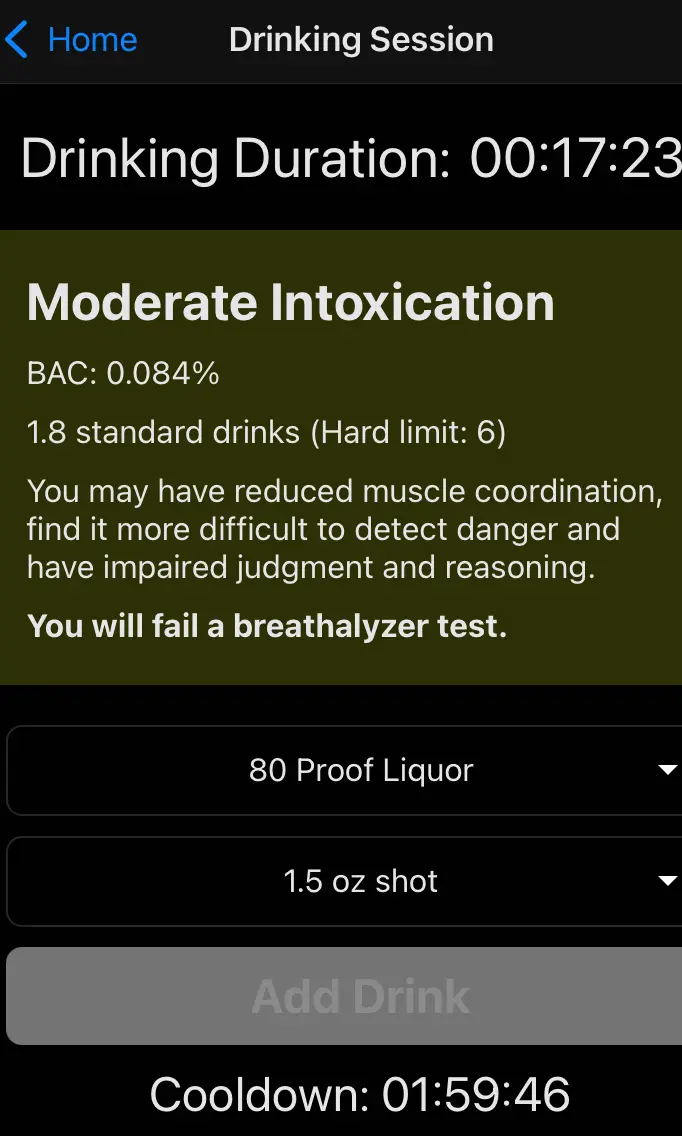 Home
Drinking Session
Drinking Duration: 00:17:23
Moderate Intoxication
BAC: 0.084%
1.8 standard drinks (Hard limit: 6)
You may have reduced muscle coordination,
find it more difficult to detect danger and
have impaired judgment and reasoning.
You will fail a breathalyzer test.
80 Proof Liquor
1.5 oz shot
Add Drink
Cooldown: 01:59:46